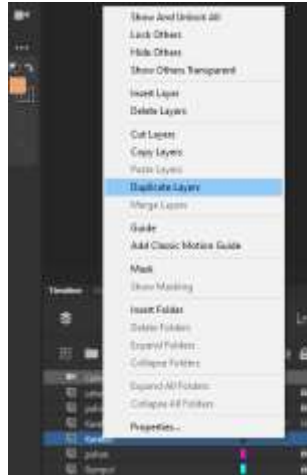 Show And Unlock All
Lock Others
Hide Others
Show Others Transparent
Insert Layer
Delete Layers
Cut Layers
Copy Layers
Paste Layers
Duplicate Layers
Merge Layers
Guide
Add Classic Motion Guide
Mask
Show Masking
Insert Folder
Delete Folders
Expand Folders
Collapse Folders
Expand All Folders
Collapse All Folders
Properties...
Timeline
pohon
Rumput